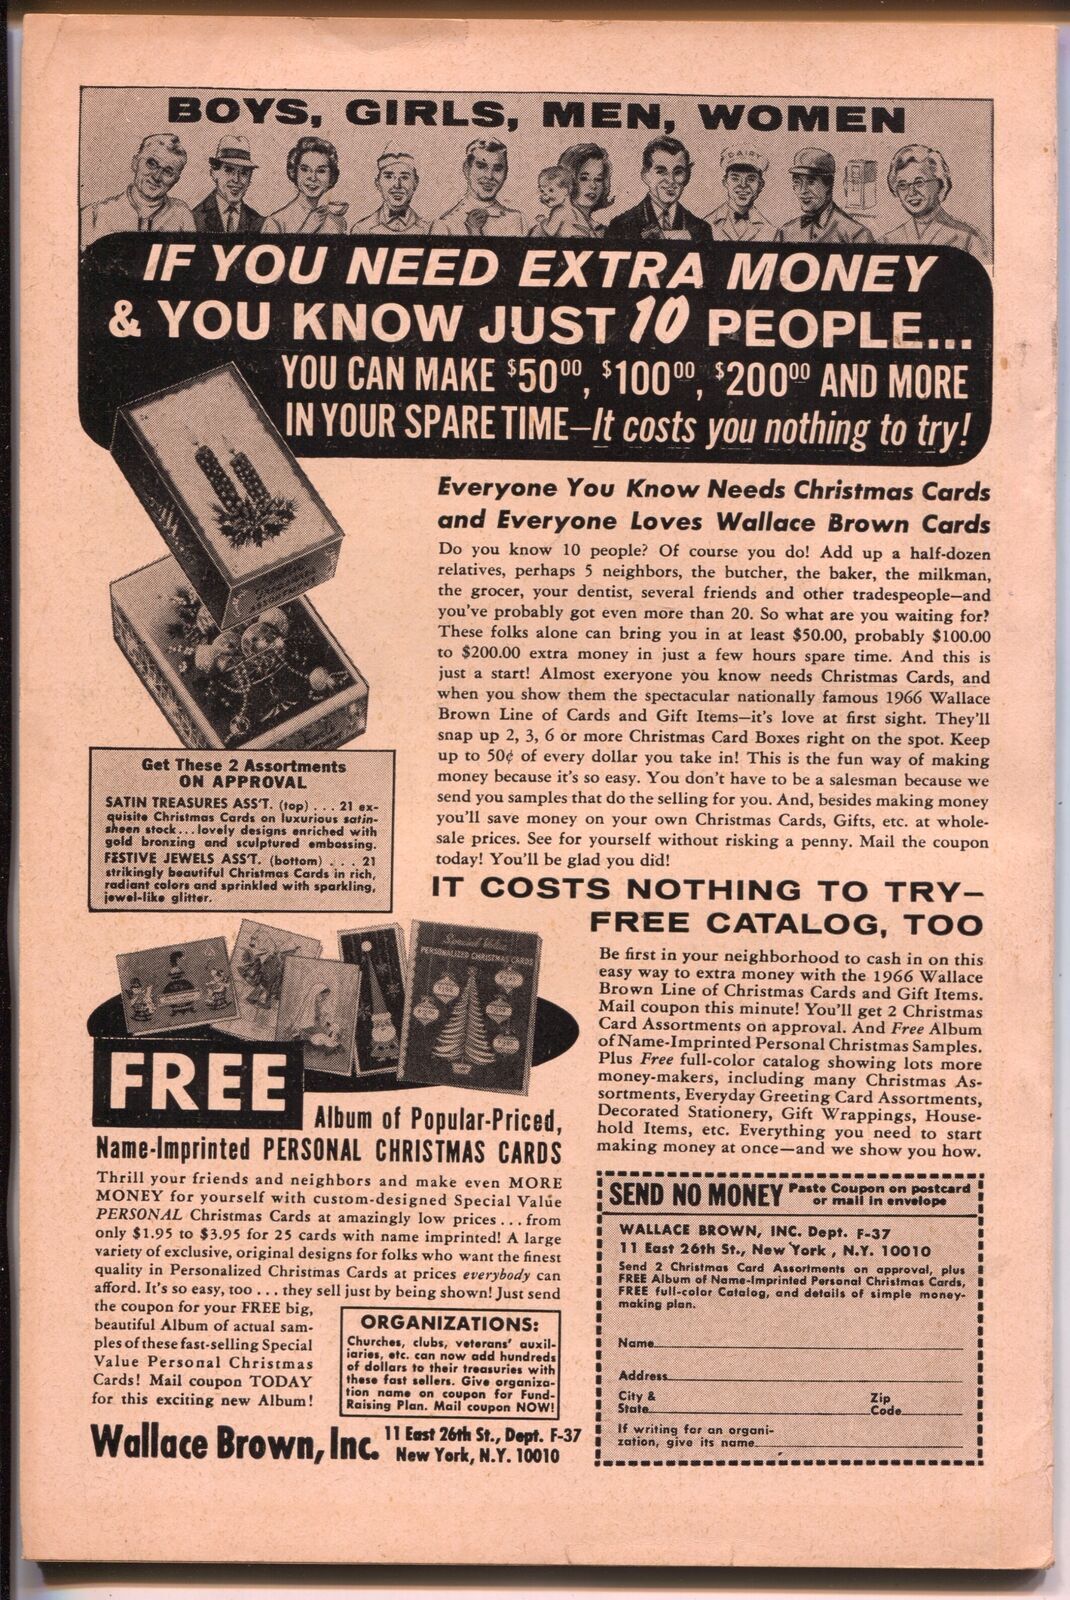 BOYS, GIRLS, MEN, WOMEN
DAIRY
IF YOU NEED EXTRA MONEY
& YOU KNOW JUST 10 PEOPLE...
YOU CAN MAKE $50⁰⁰, $100⁰⁰, $200⁰⁰ AND MORE
IN YOUR SPARE TIME—It costs you nothing to try!
Everyone You Know Needs Christmas Cards
and Everyone Loves Wallace Brown Cards
Do you know 10 people? Of course you do! Add up a half-dozen
relatives, perhaps 5 neighbors, the butcher, the baker, the milkman,
the grocer, your dentist, several friends and other tradespeople—and
you've probably got even more than 20. So what are you waiting for?
These folks alone can bring you in at least $50.00, probably $100.00
to $200.00 extra money in just a few hours spare time. And this is
just a start! Almost exeryone you know needs Christmas Cards, and
when you show them the spectacular nationally famous 1966 Wallace
Brown Line of Cards and Gift Items—it's love at first sight. They'll
snap up 2, 3, 6 or more Christmas Card Boxes right on the spot. Keep
up to 50¢ of every dollar you take in! This is the fun way of making
money because it's so easy. You don't have to be a salesman because we
send you samples that do the selling for you. And, besides making money
you'll save money on your own Christmas Cards, Gifts, etc. at whole-
sale prices. See for yourself without risking a penny. Mail the coupon
today! You'll be glad you did!
Get These 2 Assortments
ON APPROVAL
SATIN TREASURES ASS'T. (top) . . . 21 ex-
quisite Christmas Cards on luxurious satin-
sheen stock...lovely designs enriched with
gold bronzing and sculptured embossing.
FESTIVE JEWELS ASS'T. (bottom) . . . 21
strikingly beautiful Christmas Cards in rich,
radiant colors and sprinkled with sparkling,
jewel-like glitter.
IT COSTS NOTHING TO TRY—
FREE CATALOG, TOO
Be first in your neighborhood to cash in on this
easy way to extra money with the 1966 Wallace
Brown Line of Christmas Cards and Gift Items.
Mail coupon this minute! You'll get 2 Christmas
Card Assortments on approval. And Free Album
of Name-Imprinted Personal Christmas Samples.
Plus Free full-color catalog showing lots more
money-makers, including many Christmas As-
sortments, Everyday Greeting Card Assortments,
Decorated Stationery, Gift Wrappings, House-
hold Items, etc. Everything you need to start
making money at once—and we show you how.
Special Value
PERSONALIZED CHRISTMAS CARDS
FREE
Album of Popular-Priced,
Name-Imprinted PERSONAL CHRISTMAS CARDS
Thrill your friends and neighbors and make even MORE
MONEY for yourself with custom-designed Special Value
PERSONAL Christmas Cards at amazingly low prices . . . from
only $1.95 to $3.95 for 25 cards with name imprinted! A large
variety of exclusive, original designs for folks who want the finest
quality in Personalized Christmas Cards at prices everybody can
afford. It's so easy, too . . . they sell just by being shown! Just send
the coupon for your FREE big,
beautiful Album of actual sam-
ples of these fast-selling Special
Value Personal Christmas
Cards! Mail coupon TODAY
for this exciting new Album!
ORGANIZATIONS:
Churches, clubs, veterans' auxil-
iaries, etc. can now add hundreds
of dollars to their treasuries with
these fast sellers. Give organiza-
tion name on coupon for Fund-
Raising Plan. Mail coupon NOW!
Wallace Brown, Inc. 11 East 26th St., Dept. F-37
New York, N.Y. 10010
SEND NO MONEY Paste Coupon on postcard
or mail in envelope
WALLACE BROWN, INC. Dept. F-37
11 East 26th St., New York , N.Y. 10010
Send 2 Christmas Card Assortments on approval, plus
FREE Album of Name-Imprinted Personal Christmas Cards,
FREE full-color Catalog, and details of simple money-
making plan.
Name
Address
City &
State
Zip
Code
If writing for an organi-
zation, give its name